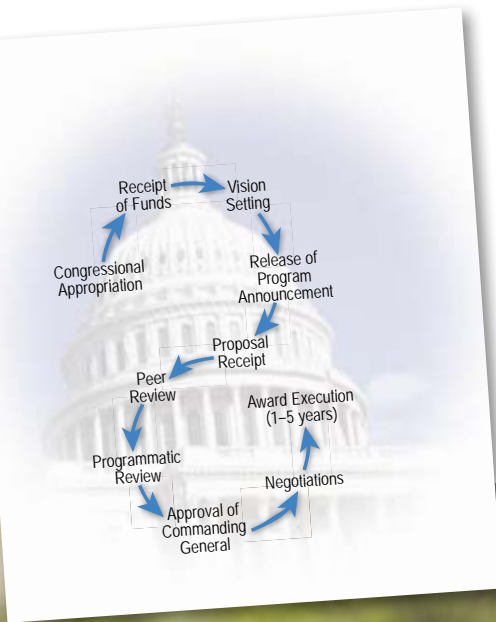 Receipt
of Funds
Vision
Setting
Congressional
Appropriation
Release of
Program
Announcement
Proposal
Receipt
Peer
Review
Award Execution
(1–5 years)
Programmatic
Review
Negotiations
Approval of
Commanding
General